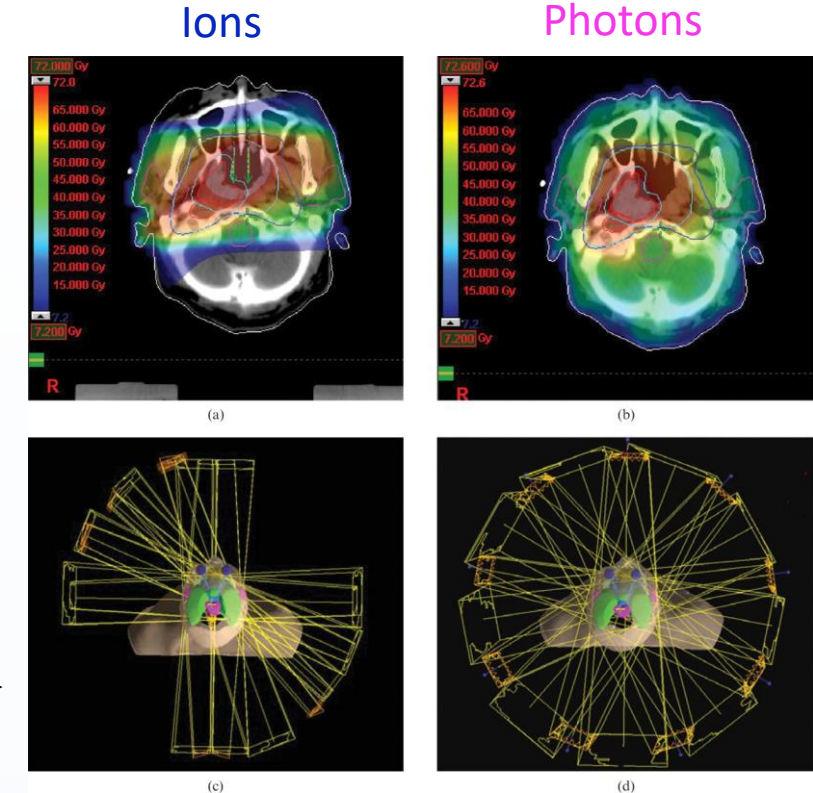 Ions
Photons
72.000 Gy
72.0
65.000 Gy
60.000 Gy
55.000 Gy
50.000 Gy
45.000 Gy
40.000 Gy
35.000 Gy
30.000 Gy
25.000 Gy
20.000 Gy
15.000 Gy
7.2
7.200 Gy
R
(a)
72.600 Gy
72.6
65.000 Gy
60.000 Gy
55.000 Gy
50.000 Gy
45.000 Gy
40.000 Gy
35.000 Gy
30.000 Gy
25.000 Gy
20.000 Gy
15.000 Gy
7.2
7.200 Gy
R
(b)
(c)
(d)